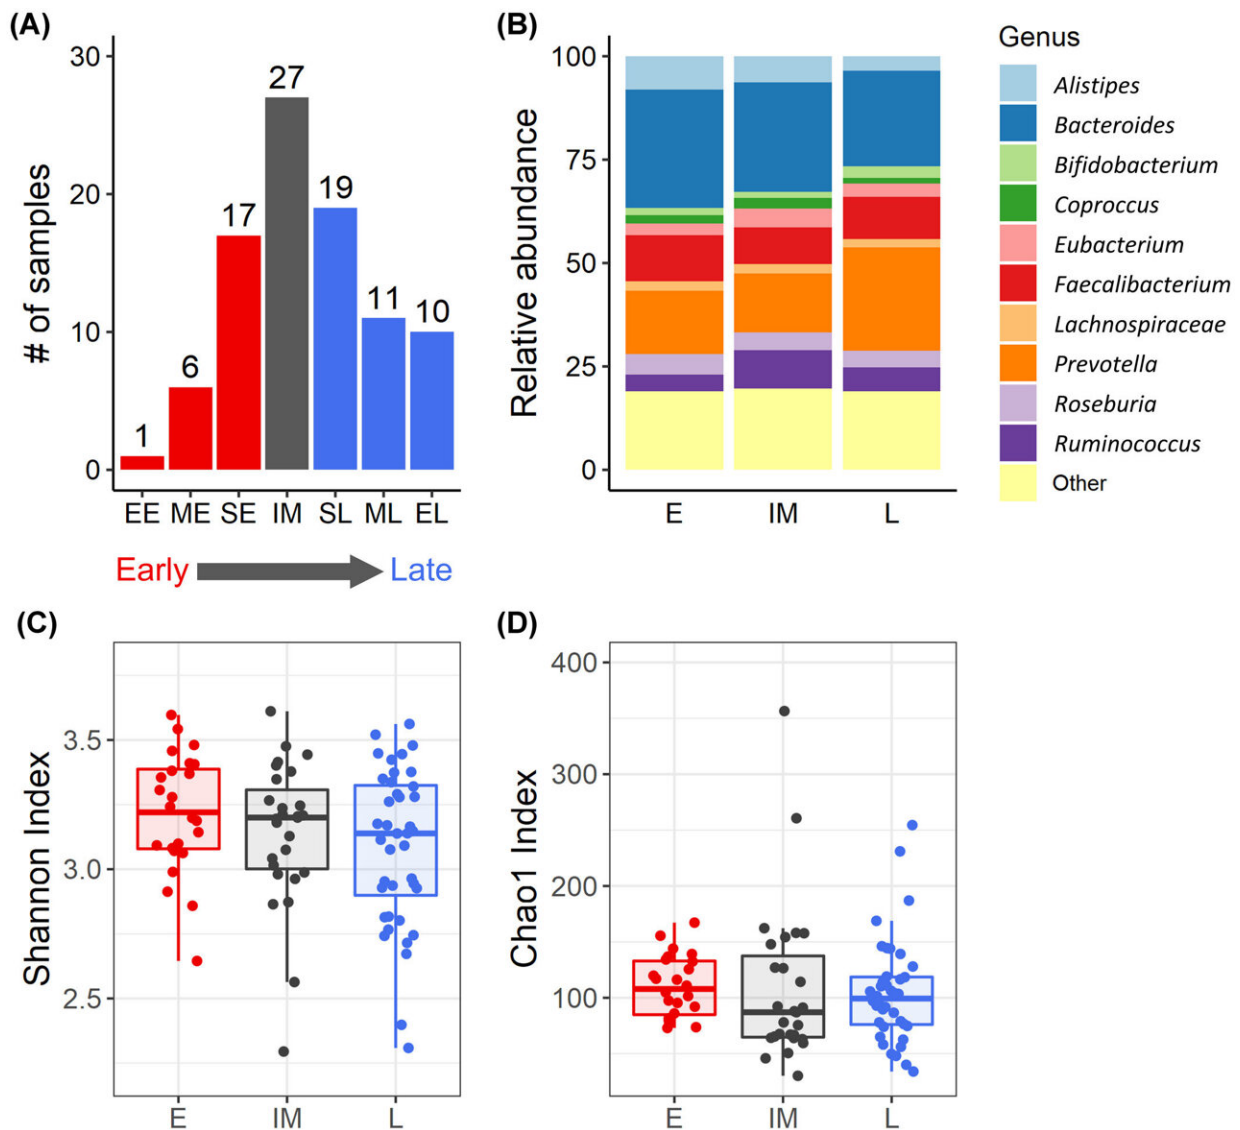 (A)
# of samples
30
20
10
0
1
6
17
27
19
11
10
EE ME SE IM SL ML EL
Early Late
(B)
Relative abundance
100
75
50
25
0
E IM L
Genus
Alistipes
Bacteroides
Bifidobacterium
Coproccus
Eubacterium
Faecalibacterium
Lachnospiraceae
Prevotella
Roseburia
Ruminococcus
Other
(C)
Shannon Index
3.5
3.0
2.5
E IM L
(D)
Chao1 Index
400
300
200
100
E IM L